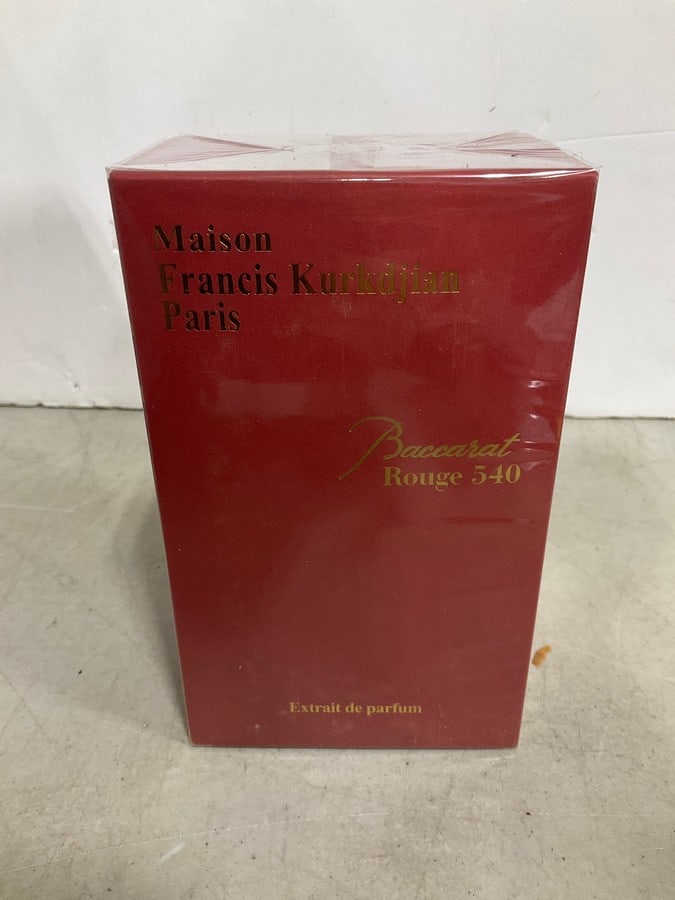 Maison
Francis Kurkdjian
Paris
Baccarat
Rouge 540
Extrait de parfum